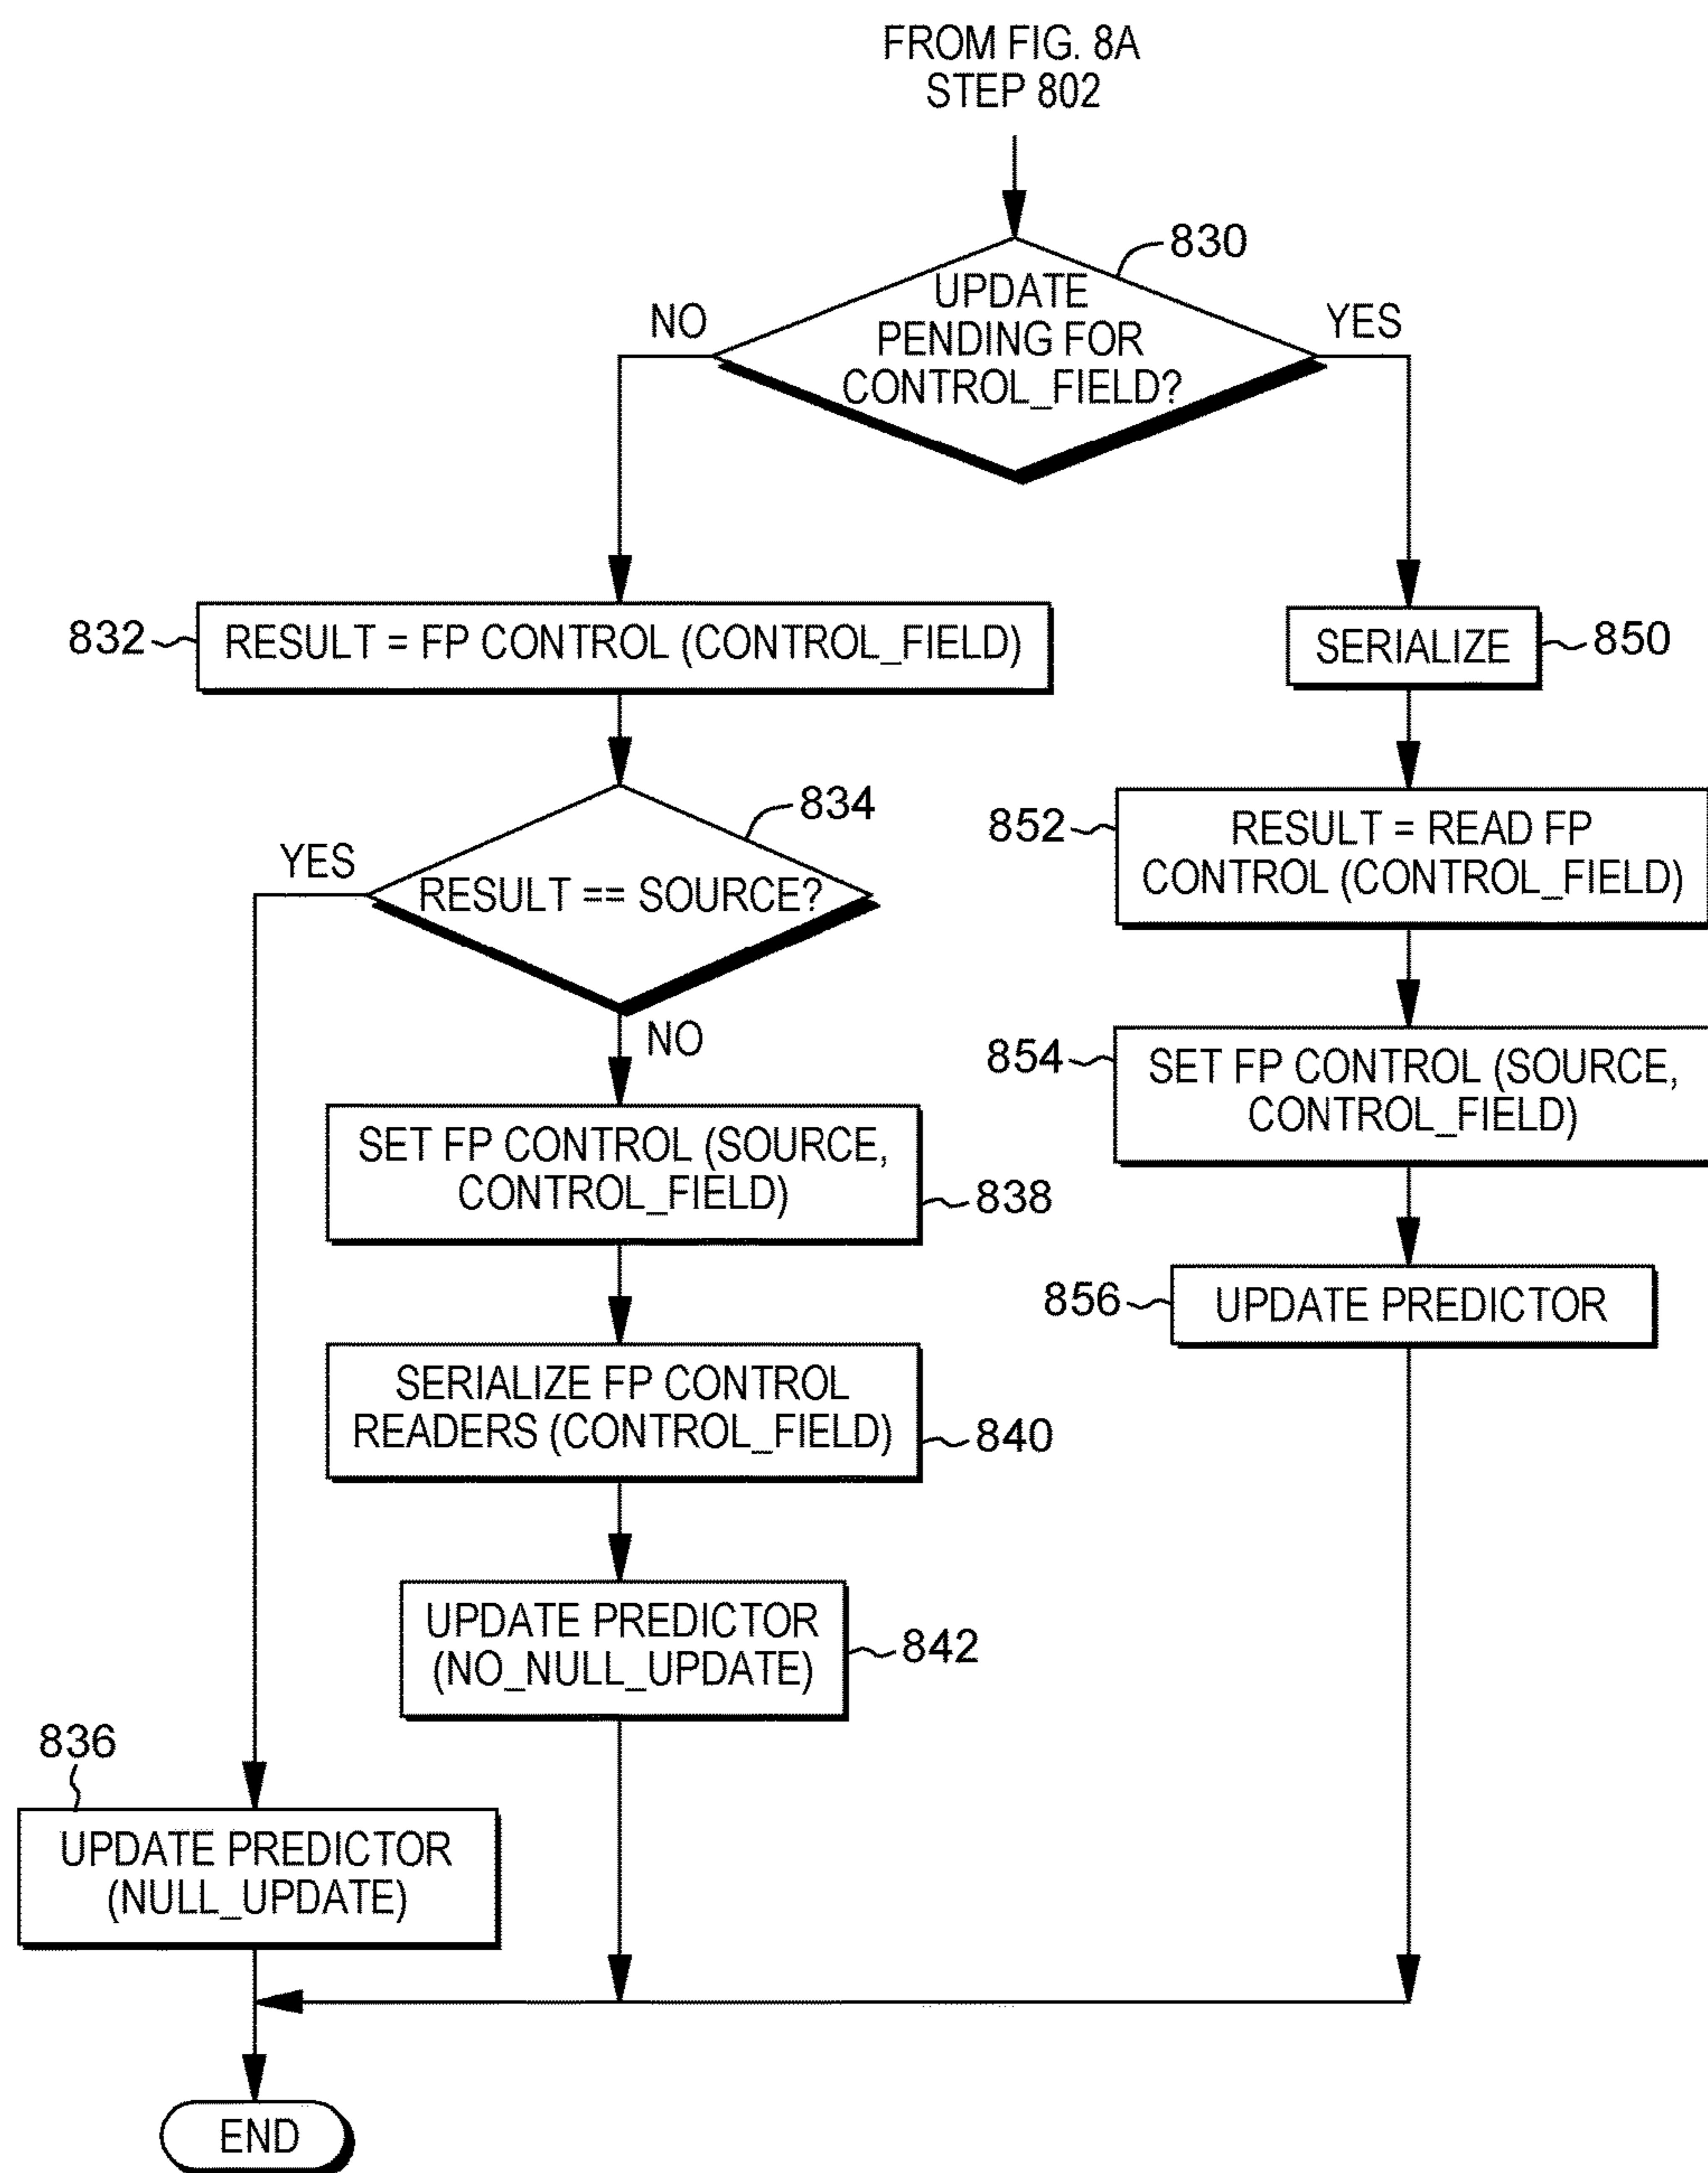 FROM FIG. 8A
STEP 802
830
UPDATE
PENDING FOR
CONTROL_FIELD?
NO
YES
832
RESULT = FP CONTROL (CONTROL_FIELD)
SERIALIZE
850
834
YES
RESULT == SOURCE?
NO
852
RESULT = READ FP
CONTROL (CONTROL_FIELD)
854
SET FP CONTROL (SOURCE,
CONTROL_FIELD)
SET FP CONTROL (SOURCE,
CONTROL_FIELD)
838
856
UPDATE PREDICTOR
SERIALIZE FP CONTROL
READERS (CONTROL_FIELD)
840
UPDATE PREDICTOR
(NO_NULL_UPDATE)
842
836
UPDATE PREDICTOR
(NULL_UPDATE)
END